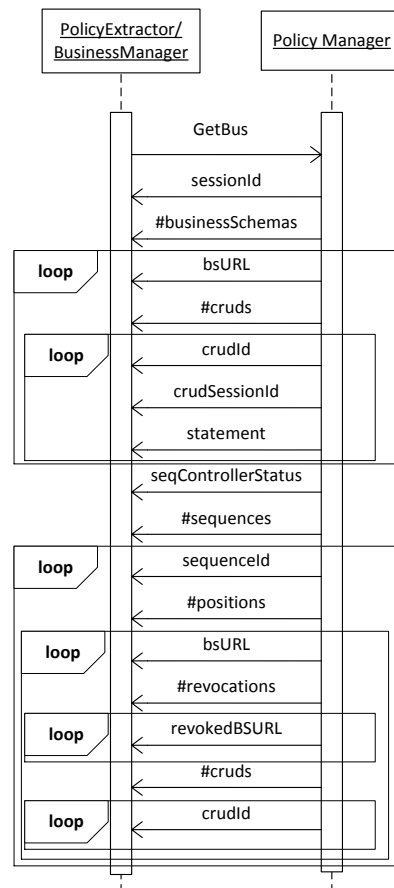 PolicyExtractor/
BusinessManager
Policy Manager
GetBus
sessionId
#businessSchemas
loop
bsURL
#cruds
loop
crudId
crudSessionId
statement
seqControllerStatus
#sequences
loop
sequenceId
#positions
loop
bsURL
#revocations
loop
revokedBSURL
#cruds
loop
crudId